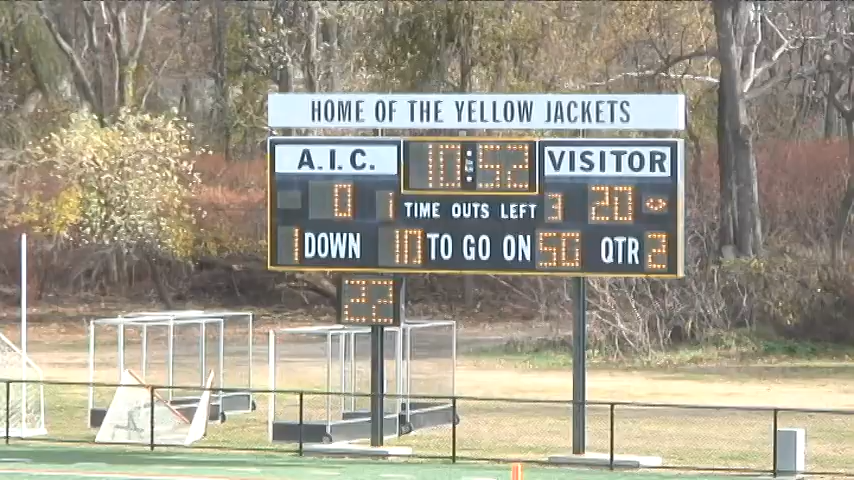 HOME OF THE YELLOW JACKETS
A.I.C. 10:52 VISITOR
0 1 TIME OUTS LEFT 3 20
1 DOWN 10 TO GO ON 50 QTR 2
22